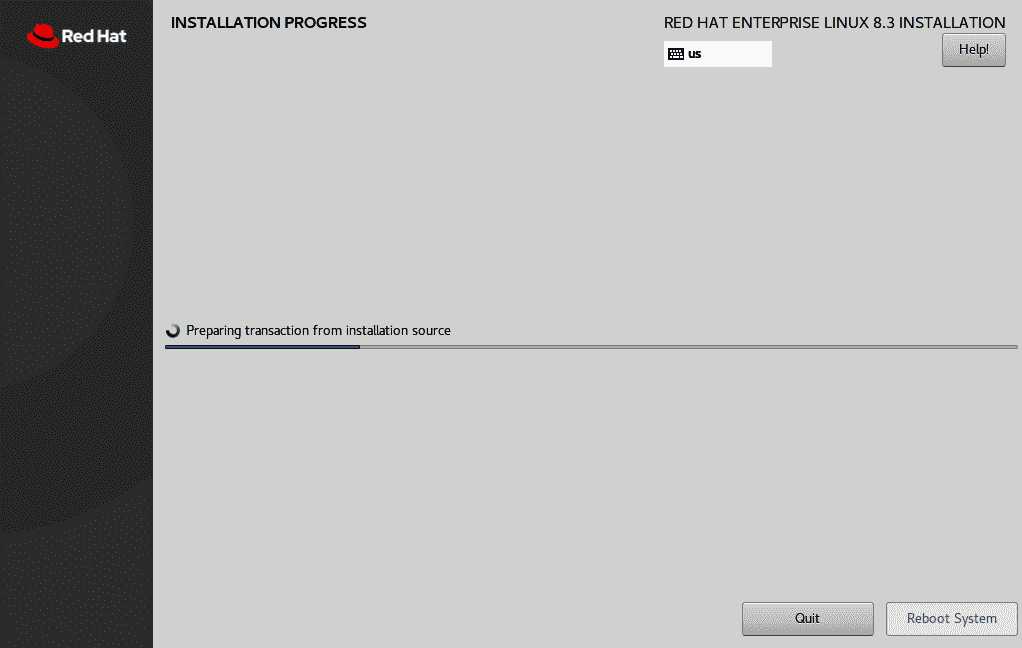 Red Hat
INSTALLATION PROGRESS
RED HAT ENTERPRISE LINUX 8.3 INSTALLATION
us
Help!
Preparing transaction from installation source
Quit
Reboot System